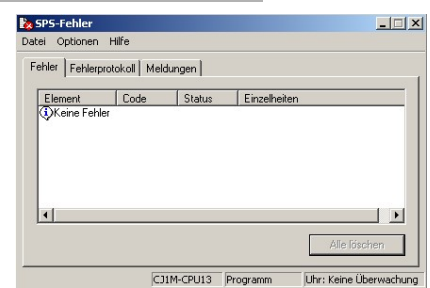 SPS-Fehler
Datei Optionen Hilfe
Fehler Fehlerprotokoll Meldungen
Element Code Status Einzelheiten
Keine Fehler
Alle löschen
CJ1M-CPU13 Programm Uhr: Keine Überwachung